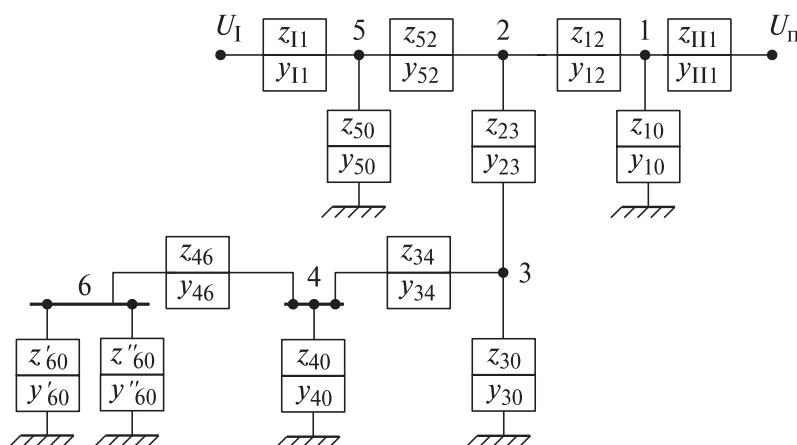 U_I z_I1 5 z_52 2 z_12 1 z_II1 U_п
y_I1 y_52 y_12 y_II1
z_50 z_23 z_10
y_50 y_23 y_10
z_46 4 z_34 3
6 y_46 y_34
z'_60 z"_60 z_40 z_30
y'_60 y"_60 y_40 y_30